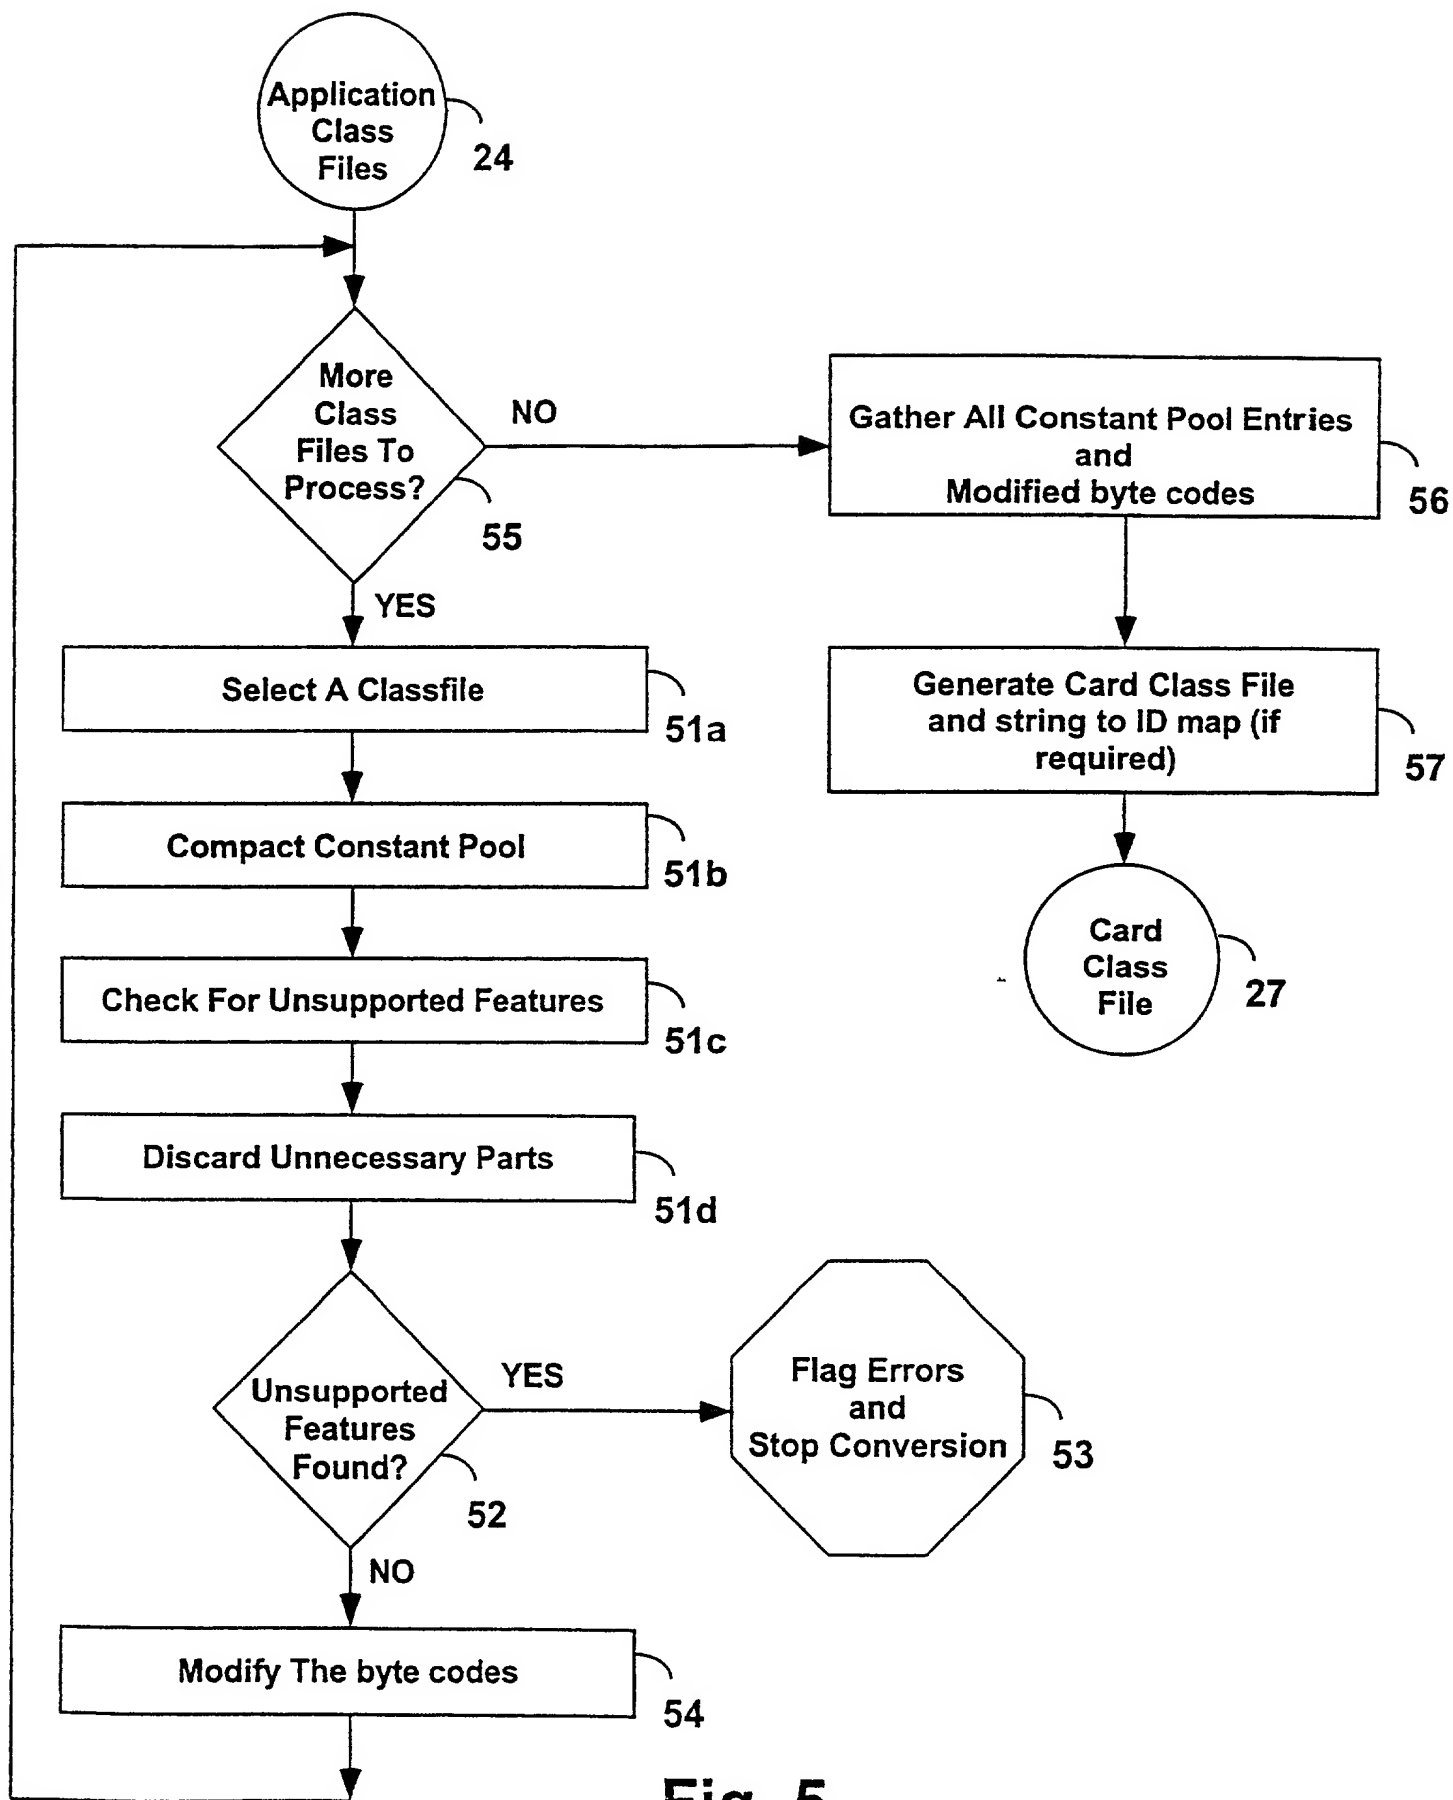 Application
Class
Files
24
More
Class
Files To
Process?
55
NO
YES
Gather All Constant Pool Entries
and
Modified byte codes
56
Select A Classfile
51a
Generate Card Class File
and string to ID map (if
required)
57
Compact Constant Pool
51b
Card
Class
File
27
Check For Unsupported Features
51c
Discard Unnecessary Parts
51d
Unsupported
Features
Found?
52
YES
Flag Errors
and
Stop Conversion
53
NO
Modify The byte codes
54
Fig. 5